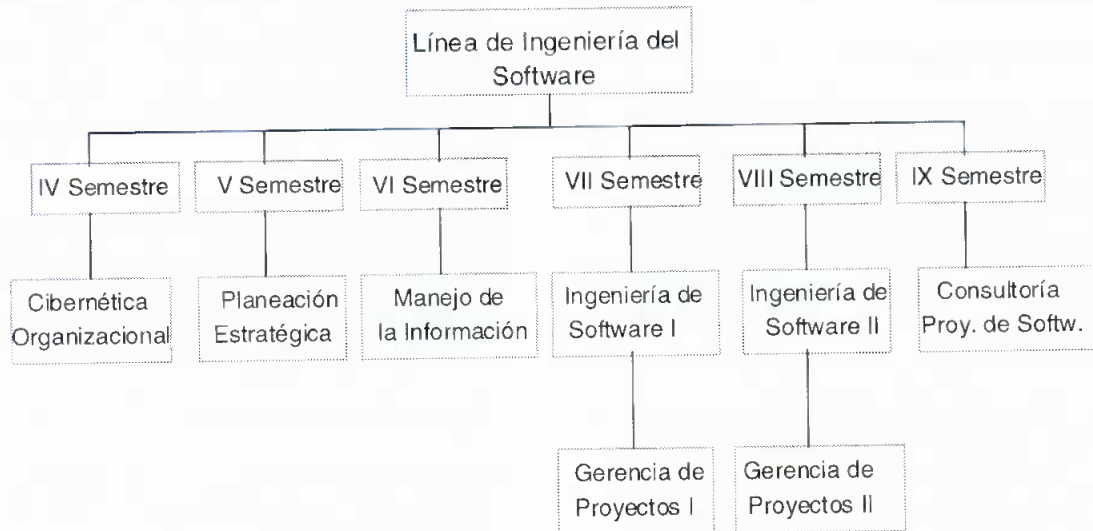 Línea de Ingeniería del
Software
IV Semestre
V Semestre
VI Semestre
VII Semestre
VIII Semestre
IX Semestre
Cibernética
Organizacional
Planeación
Estratégica
Manejo de
la Información
Ingeniería de
Software I
Ingeniería de
Software II
Consultoría
Proy. de Softw.
Gerencia de
Proyectos I
Gerencia de
Proyectos II